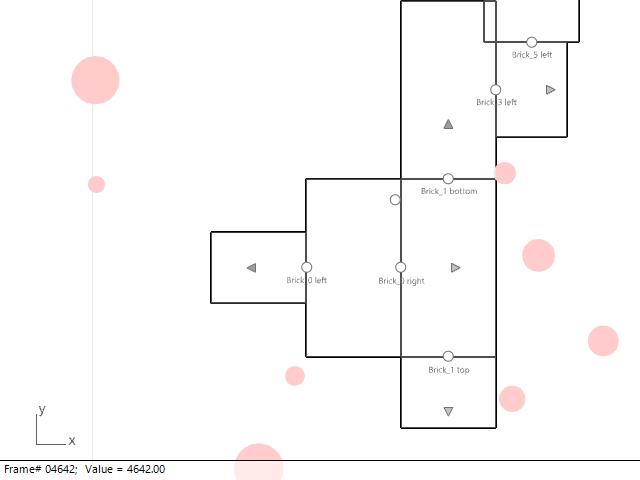 Brick_5 left
Brick_3 left
Brick_1 bottom
Brick_0 left
Brick_0 right
Brick_1 top
y
x
Frame# 04642; Value = 4642.00